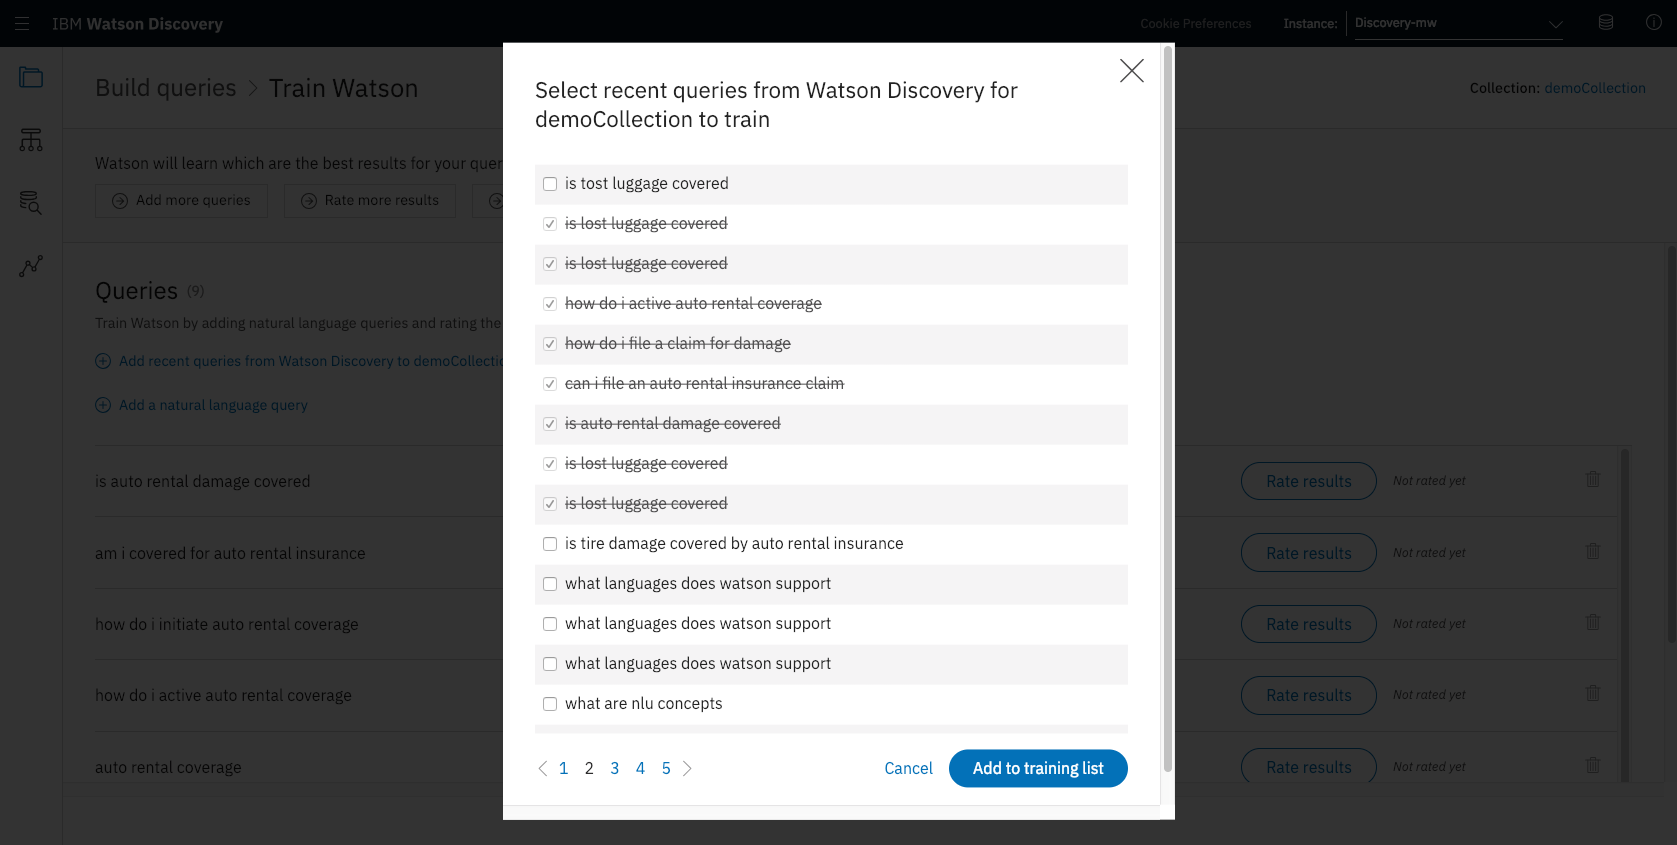 IBM Watson Discovery
Cookie Preferences
Instance:
Discovery-mw
Build queries > Train Watson
Collection: demoCollection
Watson will learn which are the best results for your quer
Add more queries
Rate more results
Queries (9)
Train Watson by adding natural language queries and rating the
Add recent queries from Watson Discovery to demoCollectio
Add a natural language query
is auto rental damage covered
Rate results
Not rated yet
am i covered for auto rental insurance
Rate results
Not rated yet
how do i initiate auto rental coverage
Rate results
Not rated yet
how do i active auto rental coverage
Rate results
Not rated yet
auto rental coverage
Rate results
Not rated yet
Select recent queries from Watson Discovery for
demoCollection to train
is tost luggage covered
is lost luggage covered
is lost luggage covered
how do i active auto rental coverage
how do i file a claim for damage
can i file an auto rental insurance claim
is auto rental damage covered
is lost luggage covered
is lost luggage covered
is tire damage covered by auto rental insurance
what languages does watson support
what languages does watson support
what languages does watson support
what are nlu concepts
1 2 3 4 5
Cancel
Add to training list